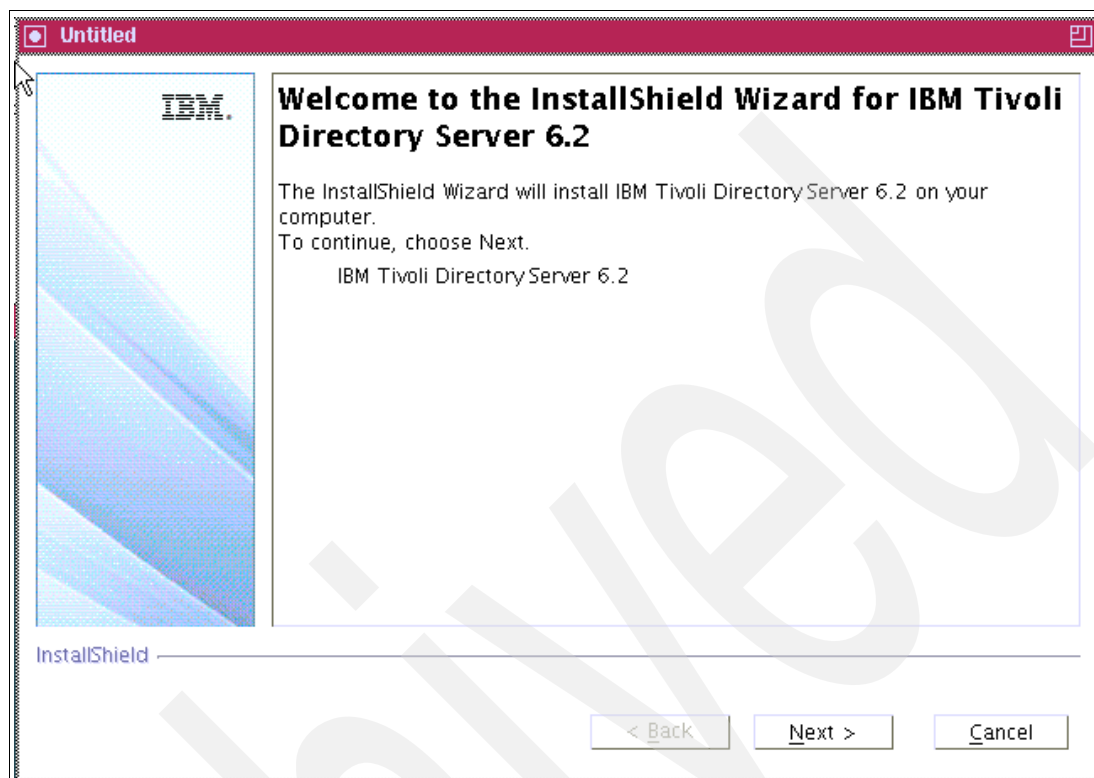 Untitled
IBM.
Welcome to the InstallShield Wizard for IBM Tivoli
Directory Server 6.2
The InstallShield Wizard will install IBM Tivoli Directory Server 6.2 on your
computer.
To continue, choose Next.
IBM Tivoli Directory Server 6.2
InstallShield
< Back
Next >
Cancel
hived